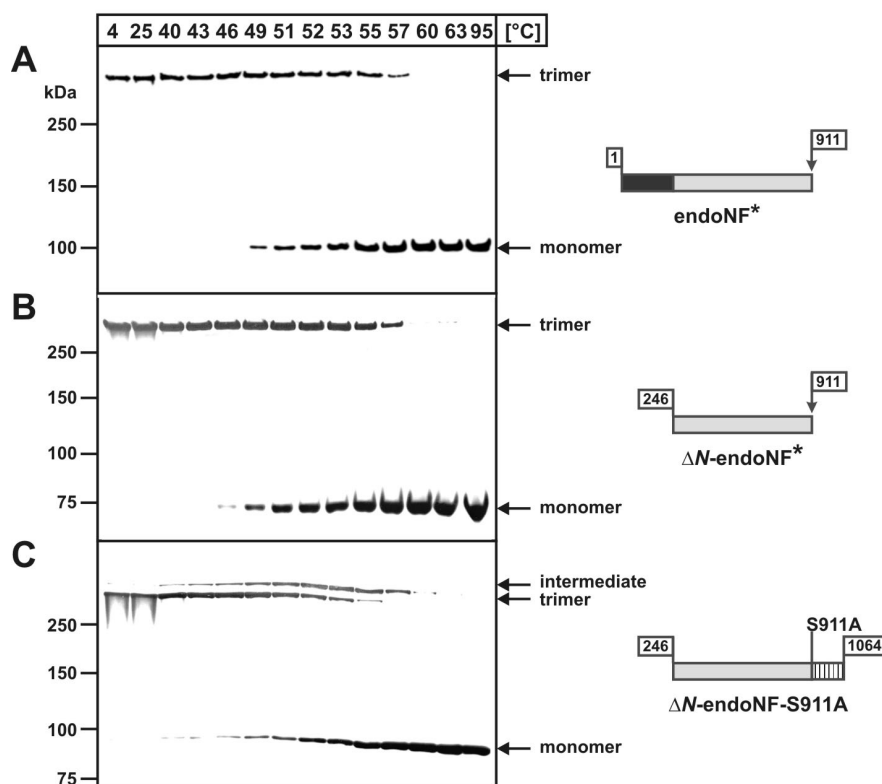 4 25 40 43 46 49 51 52 53 55 57 60 63 95 [°C]
A
trimer
kDa
250
150
100
monomer
1
911
endoNF*
B
trimer
250
150
100
75
monomer
246
911
ΔN-endoNF*
C
intermediate
trimer
250
150
100
75
monomer
S911A
246
1064
ΔN-endoNF-S911A